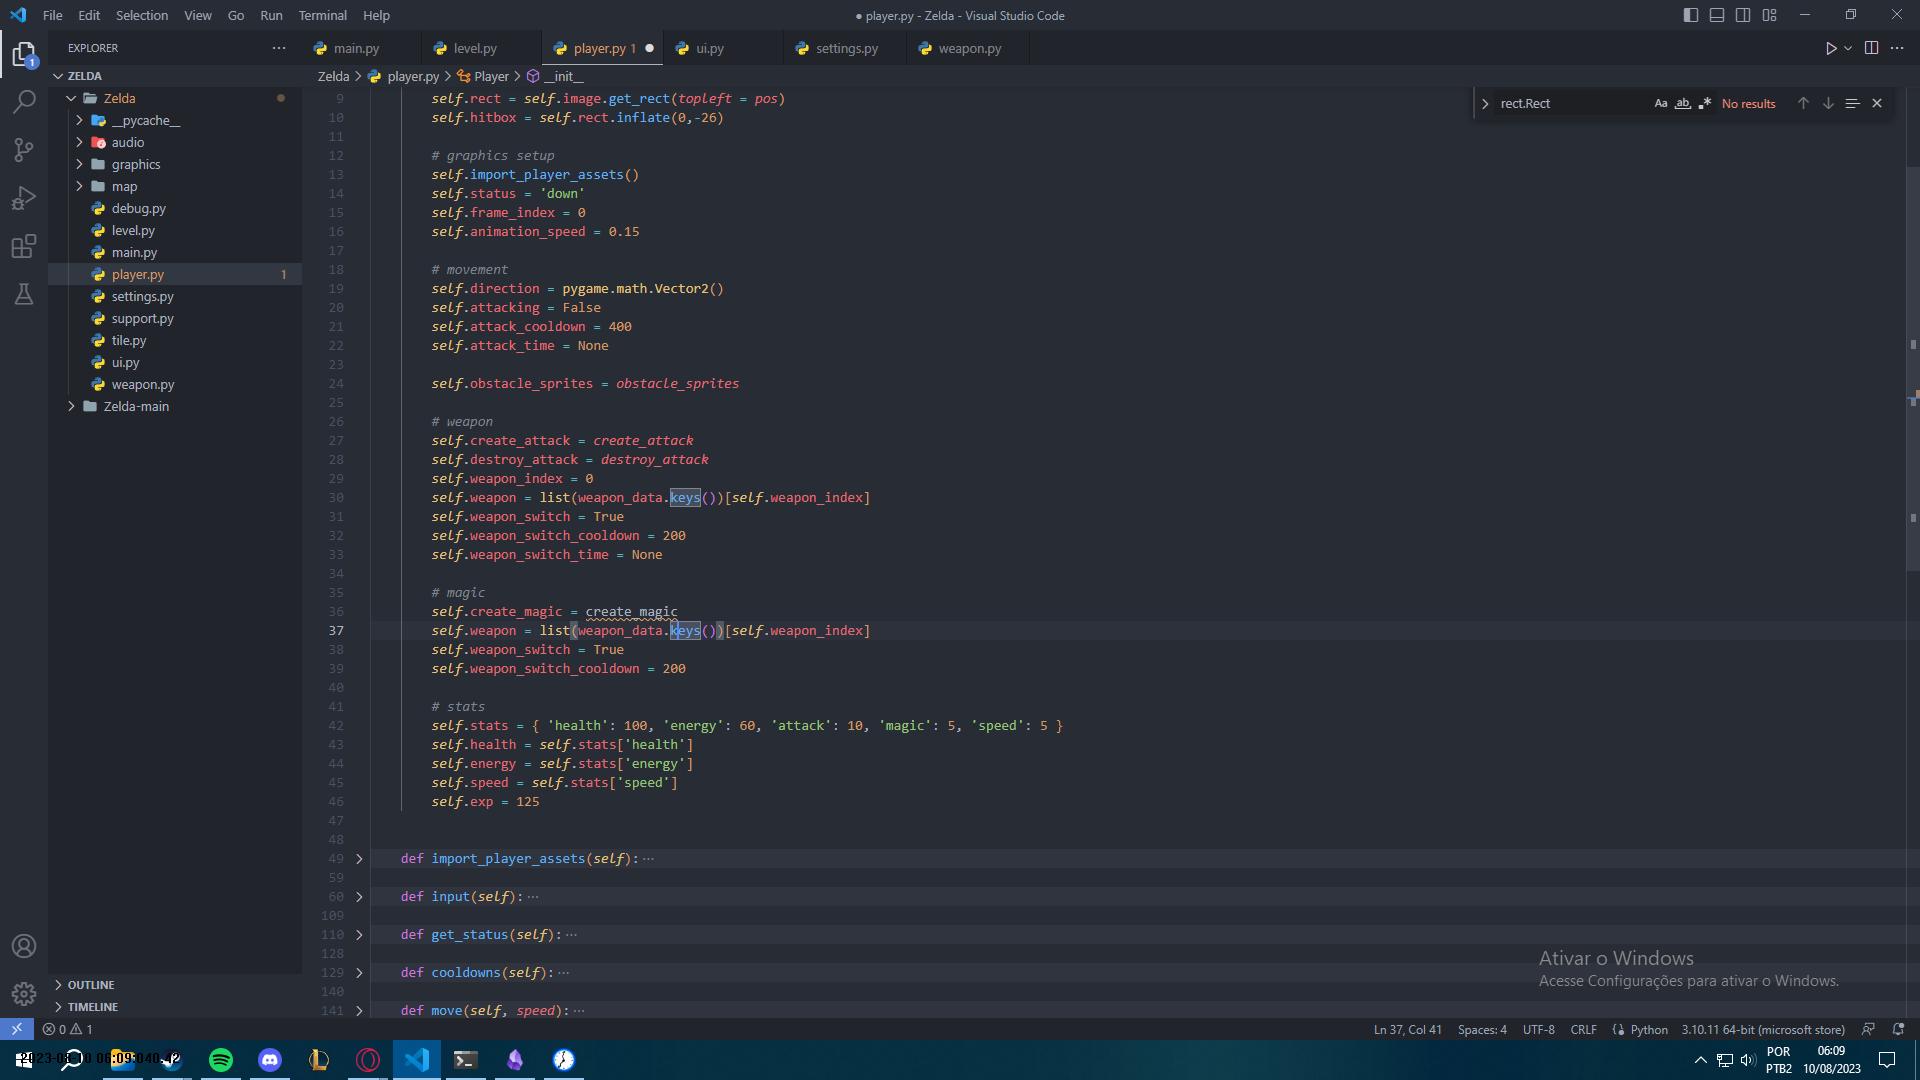 File Edit Selection View Go Run Terminal Help
● player.py - Zelda - Visual Studio Code
EXPLORER
main.py
level.py
player.py 1
ui.py
settings.py
weapon.py
ZELDA
Zelda > player.py > Player > __init__
Zelda
__pycache__
audio
graphics
map
debug.py
level.py
main.py
player.py 1
settings.py
support.py
tile.py
ui.py
weapon.py
Zelda-main
OUTLINE
TIMELINE
rect.Rect Aa ab .* No results
9 self.rect = self.image.get_rect(topleft = pos)
10 self.hitbox = self.rect.inflate(0,-26)
11
12 # graphics setup
13 self.import_player_assets()
14 self.status = 'down'
15 self.frame_index = 0
16 self.animation_speed = 0.15
17
18 # movement
19 self.direction = pygame.math.Vector2()
20 self.attacking = False
21 self.attack_cooldown = 400
22 self.attack_time = None
23
24 self.obstacle_sprites = obstacle_sprites
25
26 # weapon
27 self.create_attack = create_attack
28 self.destroy_attack = destroy_attack
29 self.weapon_index = 0
30 self.weapon = list(weapon_data.keys())[self.weapon_index]
31 self.weapon_switch = True
32 self.weapon_switch_cooldown = 200
33 self.weapon_switch_time = None
34
35 # magic
36 self.create_magic = create_magic
37 self.weapon = list(weapon_data.keys())[self.weapon_index]
38 self.weapon_switch = True
39 self.weapon_switch_cooldown = 200
40
41 # stats
42 self.stats = { 'health': 100, 'energy': 60, 'attack': 10, 'magic': 5, 'speed': 5 }
43 self.health = self.stats['health']
44 self.energy = self.stats['energy']
45 self.speed = self.stats['speed']
46 self.exp = 125
47
48
49 def import_player_assets(self): ···
59
60 def input(self): ···
109
110 def get_status(self): ···
128
129 def cooldowns(self): ···
140
141 def move(self, speed): ···
Ativar o Windows
Acesse Configurações para ativar o Windows.
1
0 1
Ln 37, Col 41 Spaces: 4 UTF-8 CRLF Python 3.10.11 64-bit (microsoft store)
POR
PTB2
06:09
10/08/2023